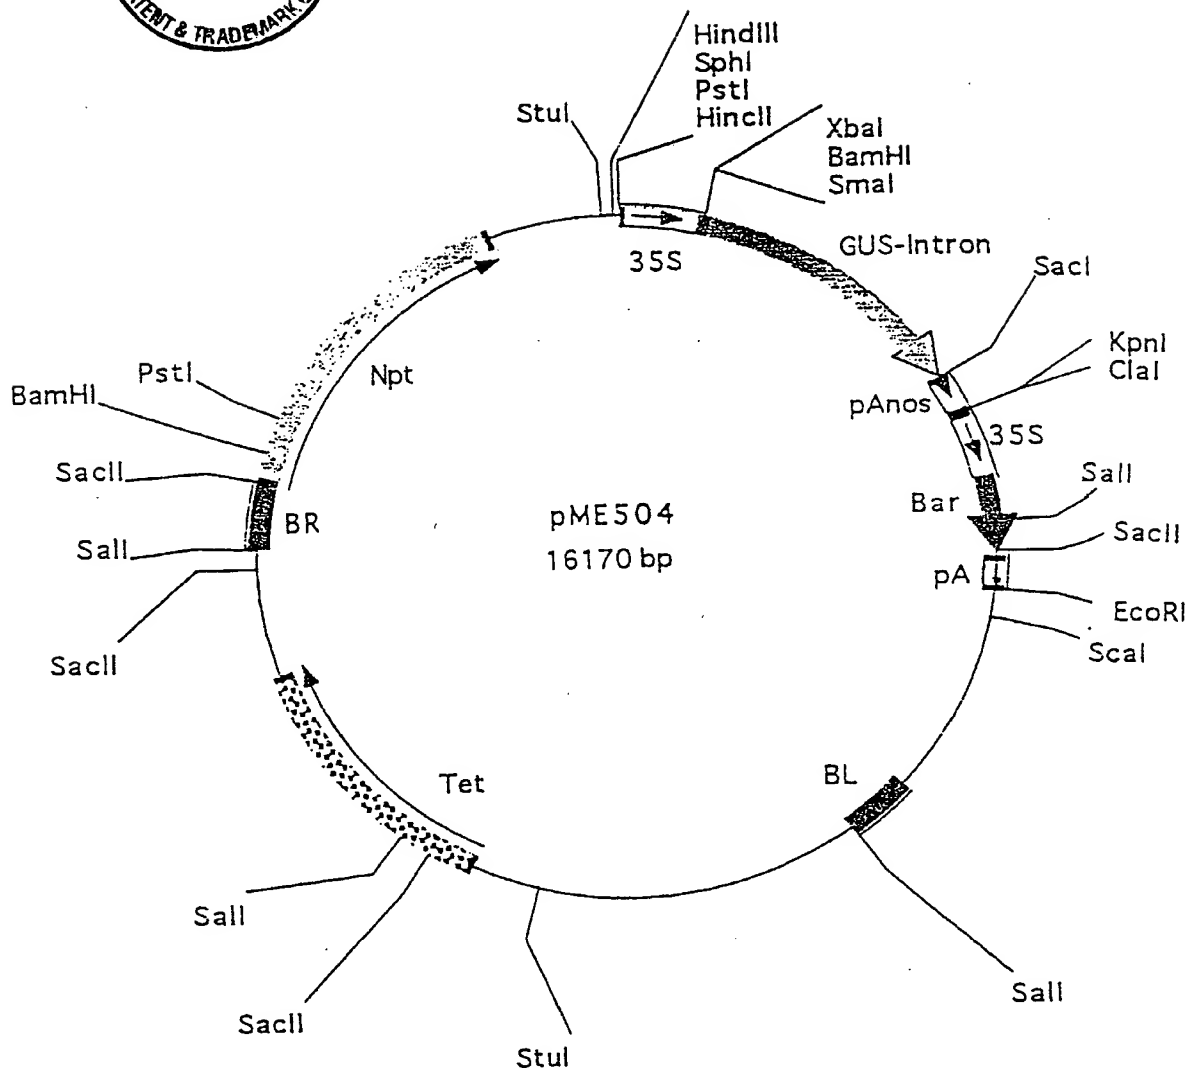 ENT & TRADEMARK
HindIII
SphI
PstI
HincII
StuI
XbaI
BamHI
SmaI
GUS-Intron
35S
SacI
KpnI
ClaI
pAnos
35S
Npt
PstI
BamHI
SacII
BR
SalI
SacII
pME504
16170 bp
Bar
SalI
SacII
pA
EcoRI
ScaI
BL
Tet
SalI
SacII
StuI
SalI